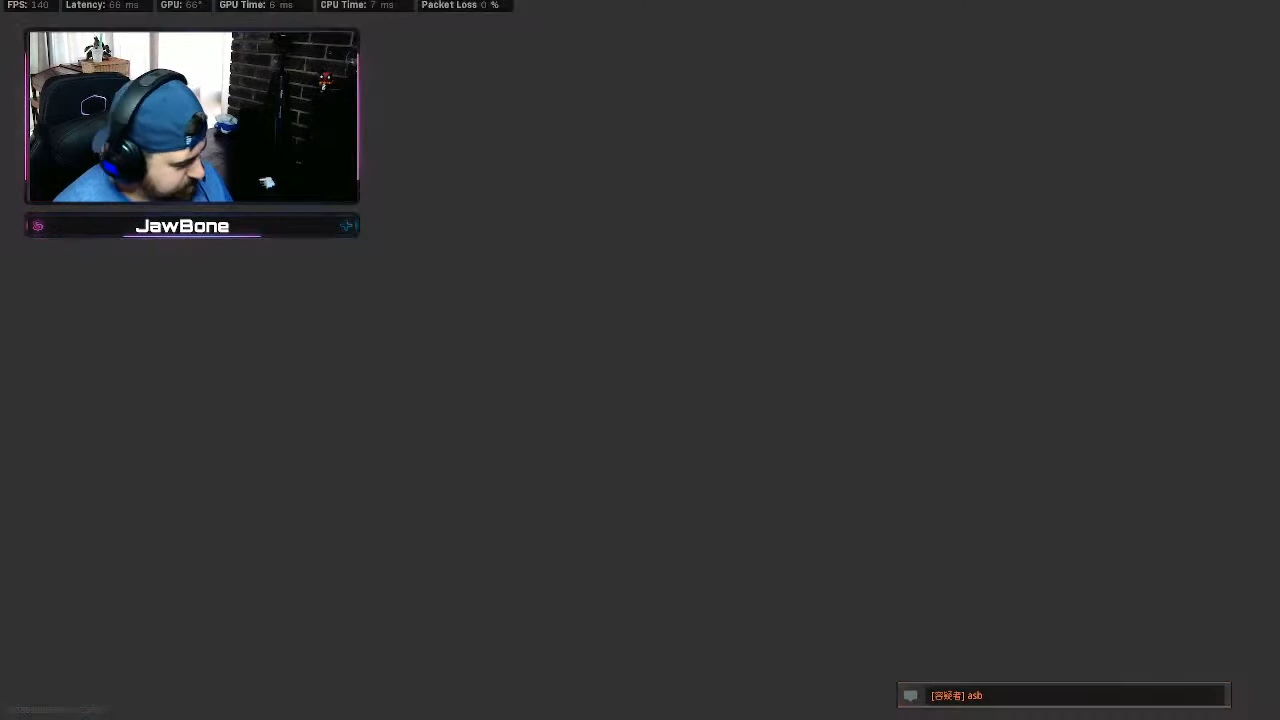 FPS: 140 Latency: 66 ms GPU: 66° GPU Time: 6 ms CPU Time: 7 ms Packet Loss 0 %
JawBone
[容疑者] asb